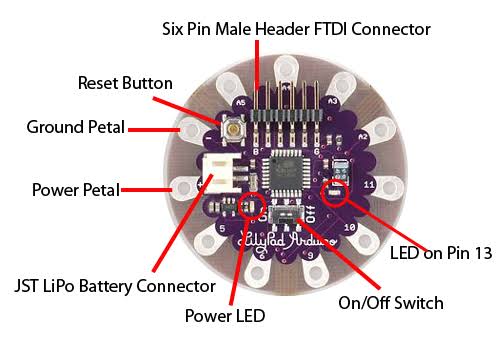 Six Pin Male Header FTDI Connector
Reset Button
Ground Petal
Power Petal
JST LiPo Battery Connector
Power LED
On/Off Switch
LED on Pin 13
A5
A4
A3
A2
-
+
B
G
11
Off
5
6
9
10
LilyPad Arduino